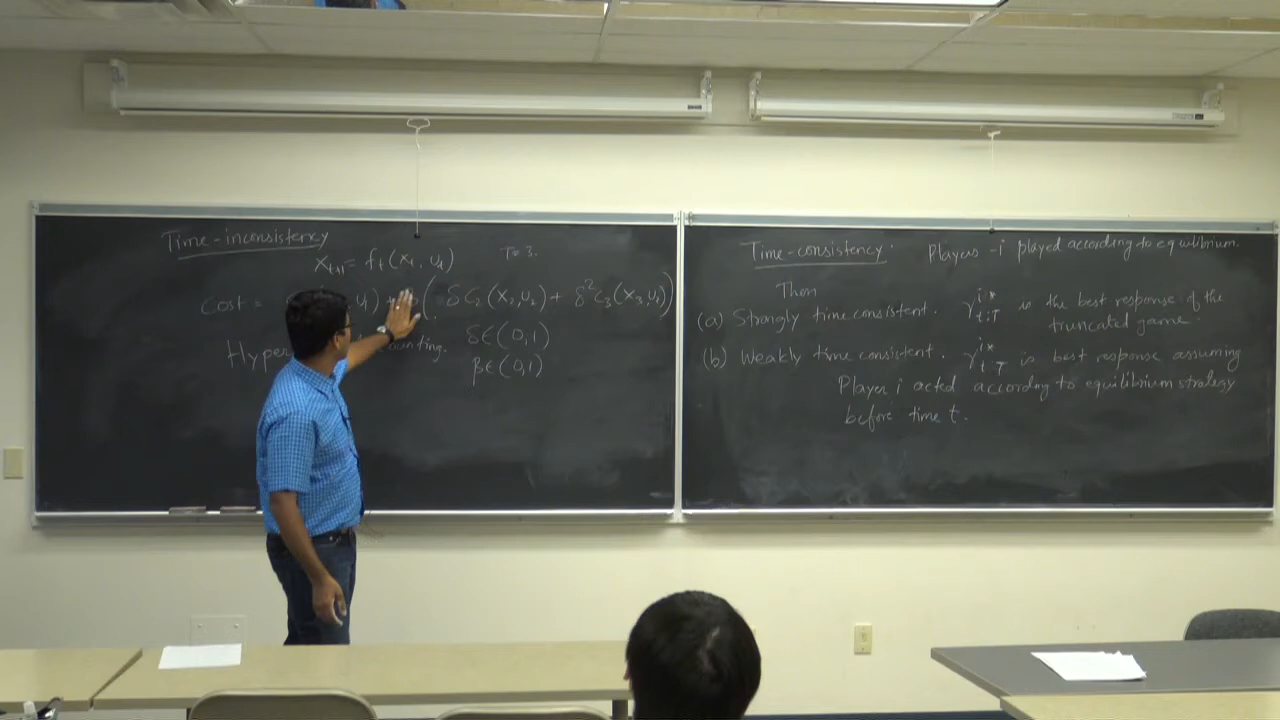 Time-inconsistency
T=3.
x_{t+1} = f_t(x_t, u_t)
Cost = u_1) + ( δ c_2(x_2, u_2) + δ^2 c_3(x_3, u_3))
δ∈(0,1)
Hyper unting.
β∈(0,1)
Time-consistency. Players -i played according to equilibrium.
Then
(a) Strongly time consistent. γ^{i*}_{t:T} is the best response of the
truncated game.
(b) Weakly time consistent. γ^{i*}_{t:T} is best response assuming
Player i acted according to equilibrium strategy
before time t.